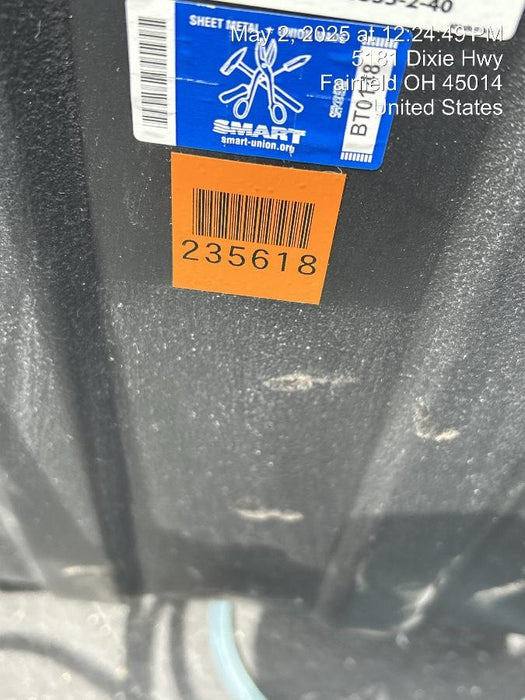 SHEET METAL
May 2, 2025 at 12:24:49 PM
5181 Dixie Hwy
Fairfield OH 45014
United States
SMART
smart-union.org
235618